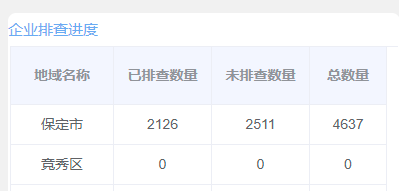 企业排查进度
地域名称 已排查数量 未排查数量 总数量
保定市 2126 2511 4637
竞秀区 0 0 0